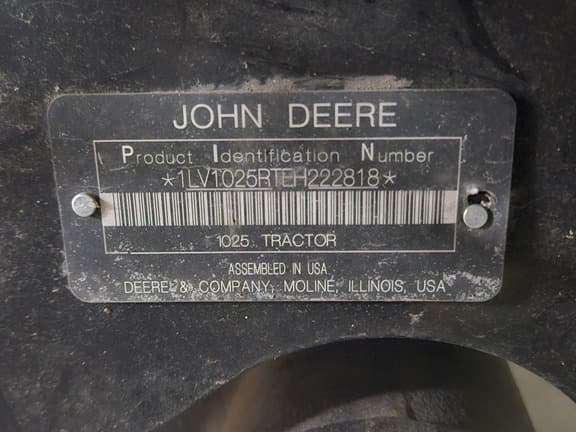 JOHN DEERE
Product Identification Number
*1LV1025RTEH222818*
1025 TRACTOR
ASSEMBLED IN USA
DEERE & COMPANY, MOLINE, ILLINOIS, USA